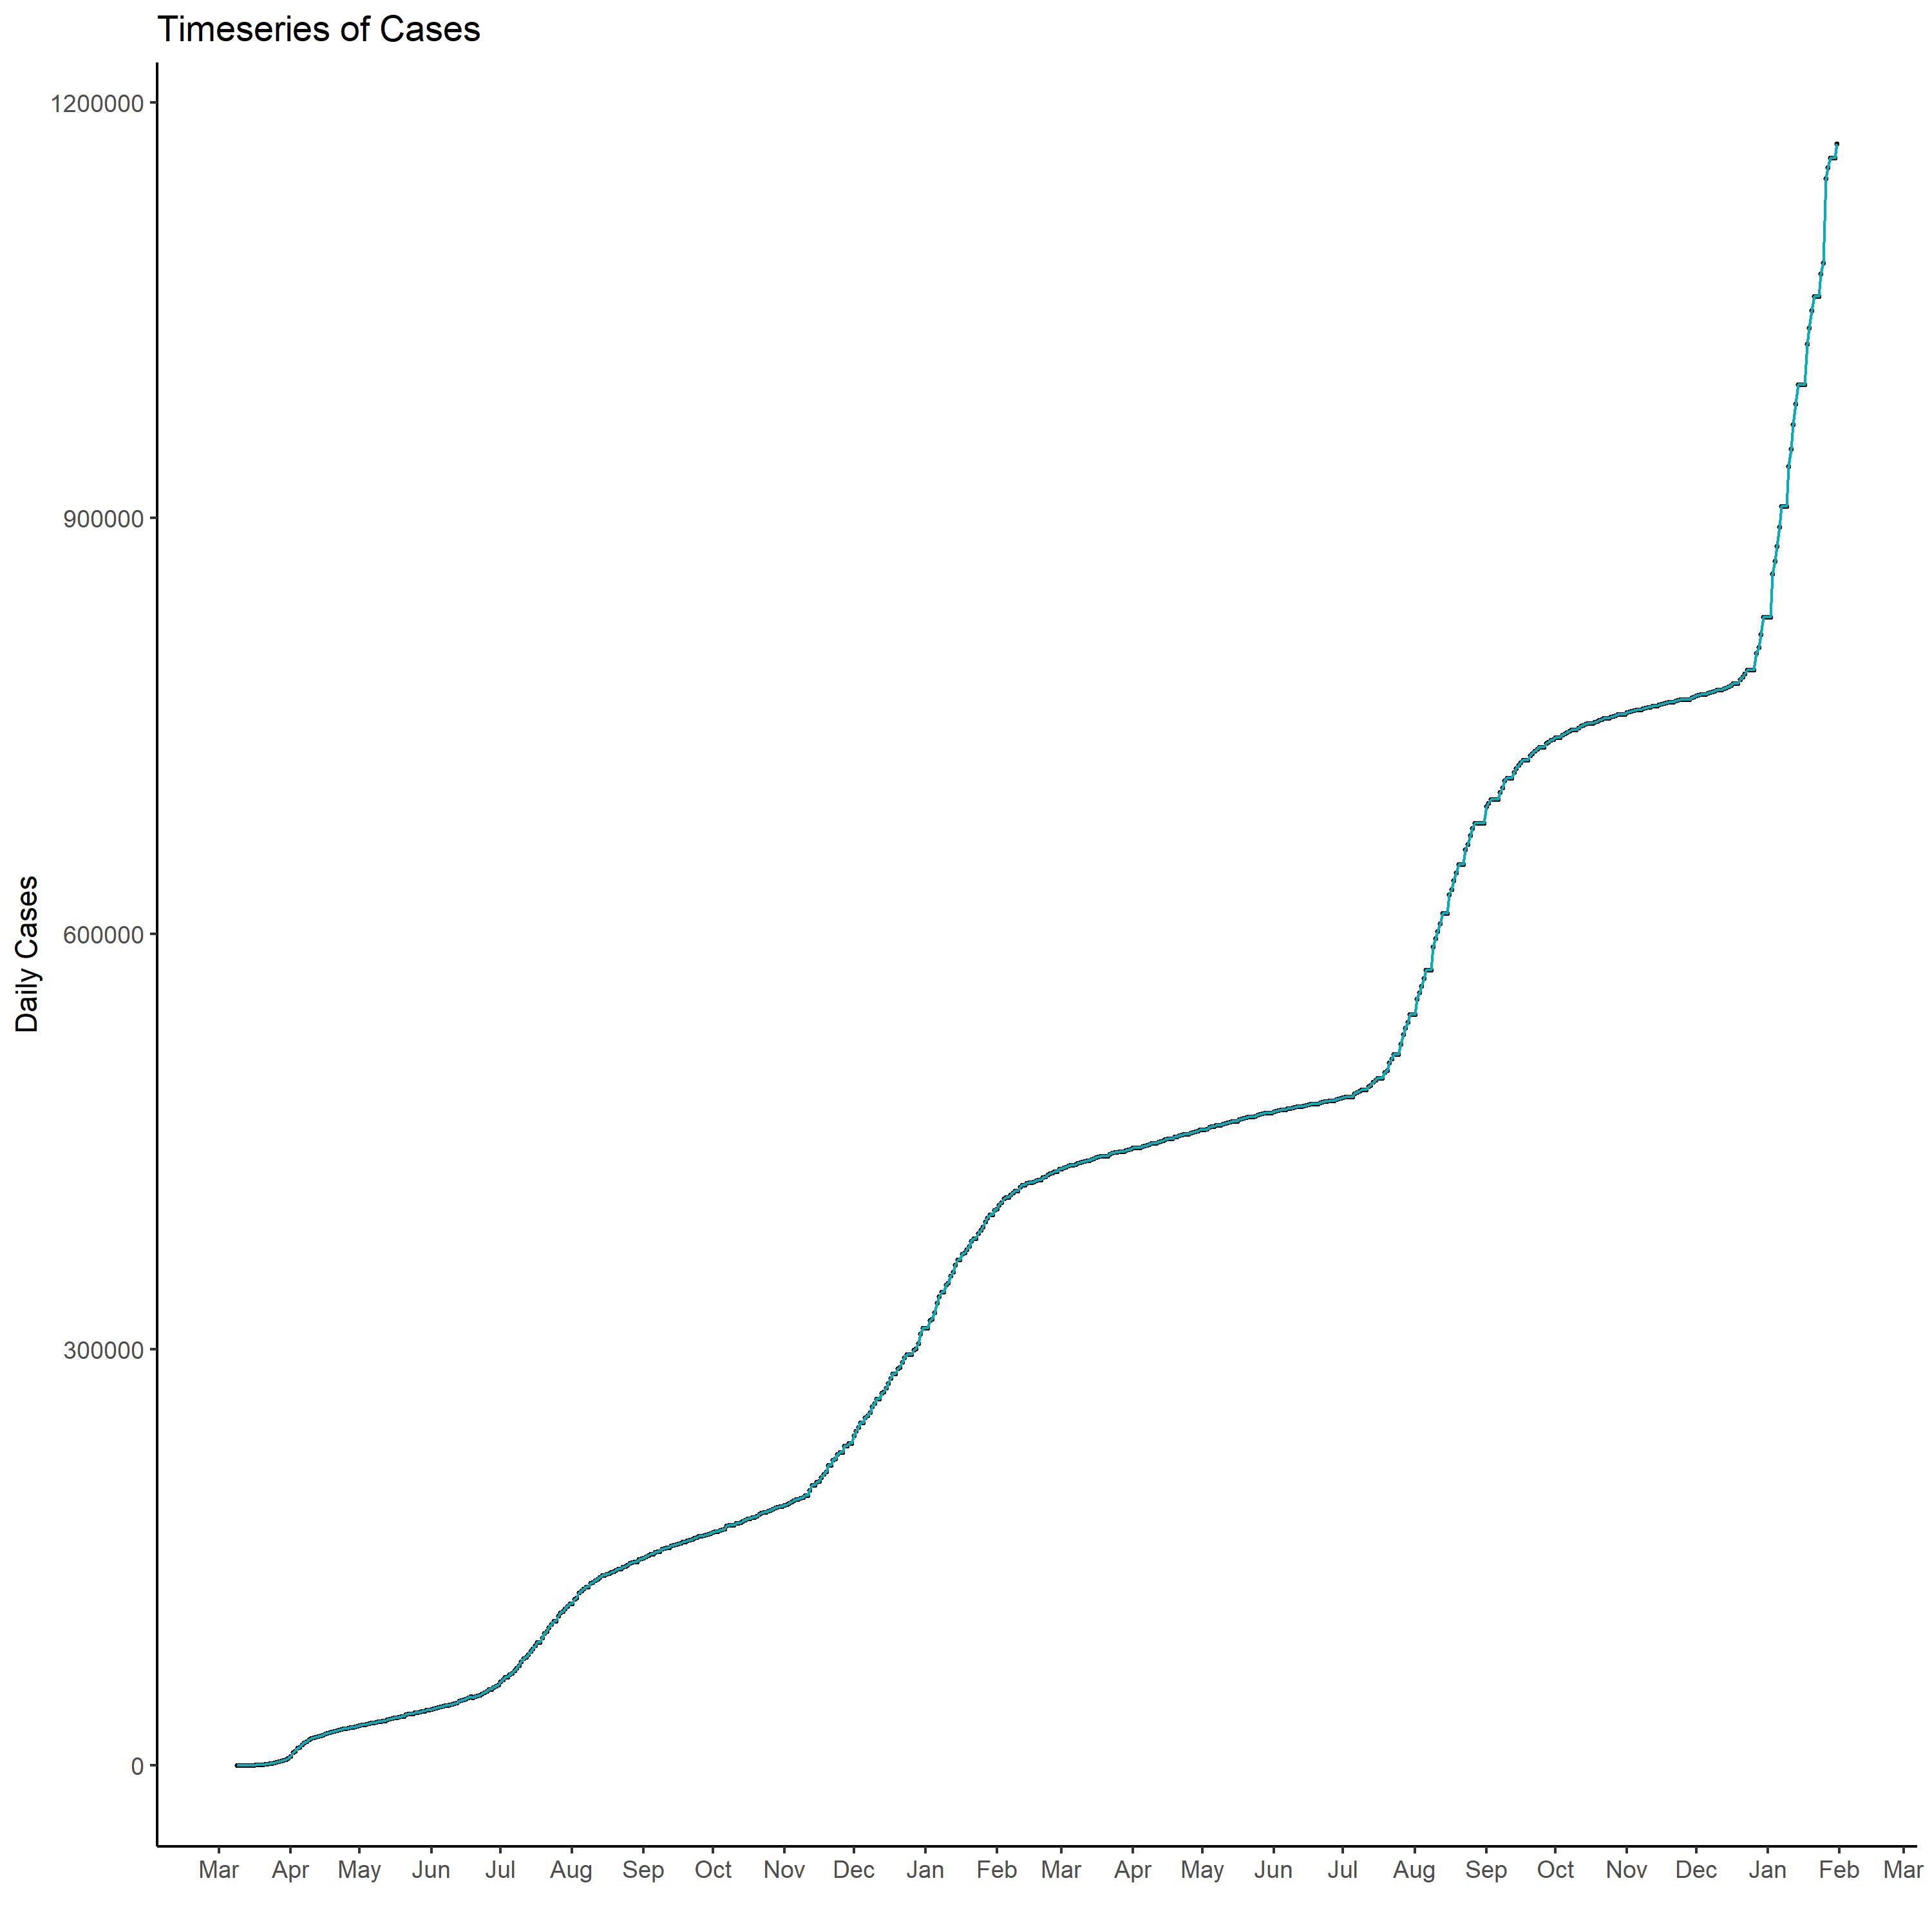 Timeseries of Cases
1200000
900000
600000
300000
0
Daily Cases
Mar Apr May Jun Jul Aug Sep Oct Nov Dec Jan Feb Mar Apr May Jun Jul Aug Sep Oct Nov Dec Jan Feb Mar